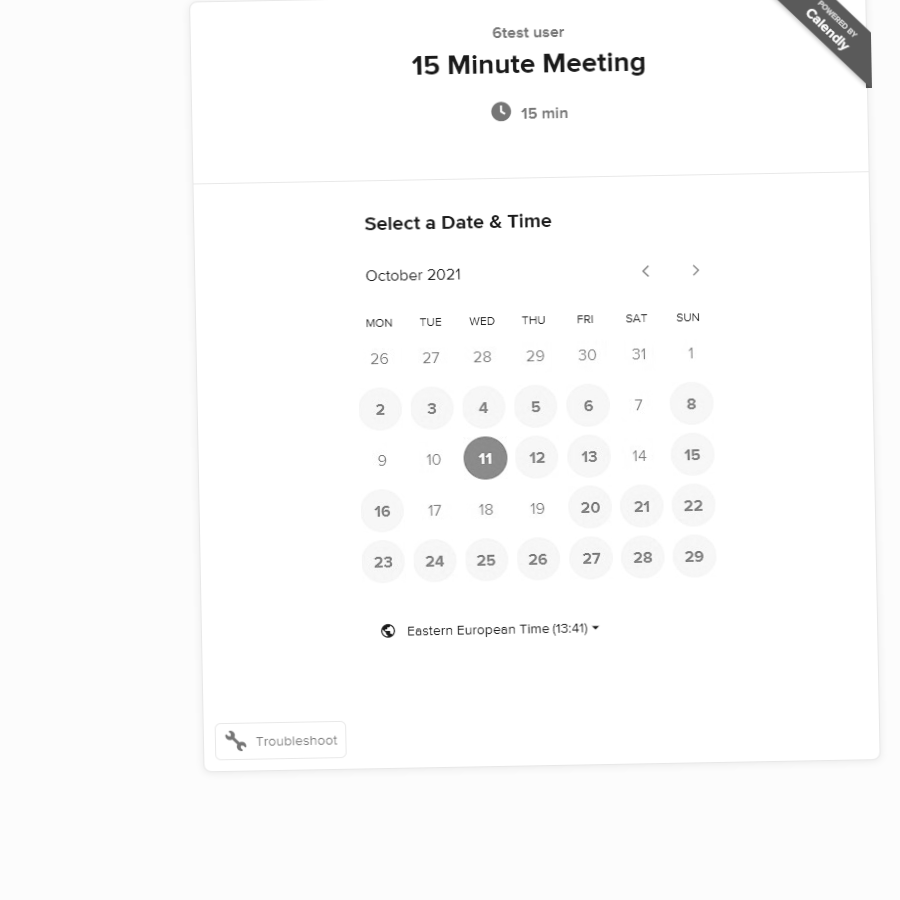 POWERED BY
Calendly
6test user
15 Minute Meeting
15 min
Select a Date & Time
October 2021
MON TUE WED THU FRI SAT SUN
26 27 28 29 30 31 1
2 3 4 5 6 7 8
9 10 11 12 13 14 15
16 17 18 19 20 21 22
23 24 25 26 27 28 29
Eastern European Time (13:41)
Troubleshoot